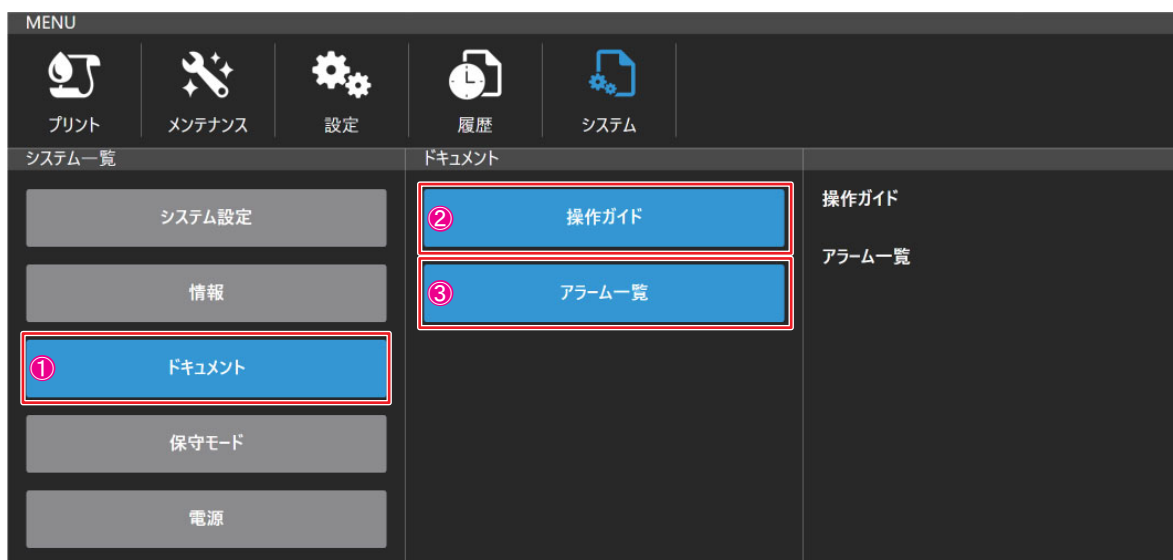 MENU
プリント
メンテナンス
設定
履歴
システム
システム一覧
ドキュメント
システム設定
情報
① ドキュメント
保守モード
電源
② 操作ガイド
③ アラーム一覧
操作ガイド
アラーム一覧